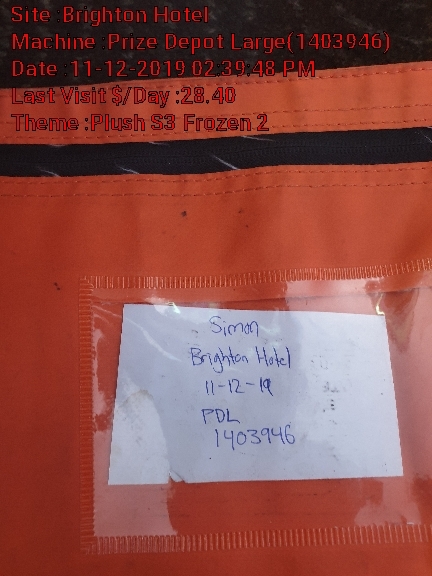 Site :Brighton Hotel
Machine :Prize Depot Large(1403946)
Date :11-12-2019 02:39:48 PM
Last Visit $/Day :28.40
Theme :Plush S3 Frozen 2
Simon
Brighton Hotel
11-12-19
PDL
1403946